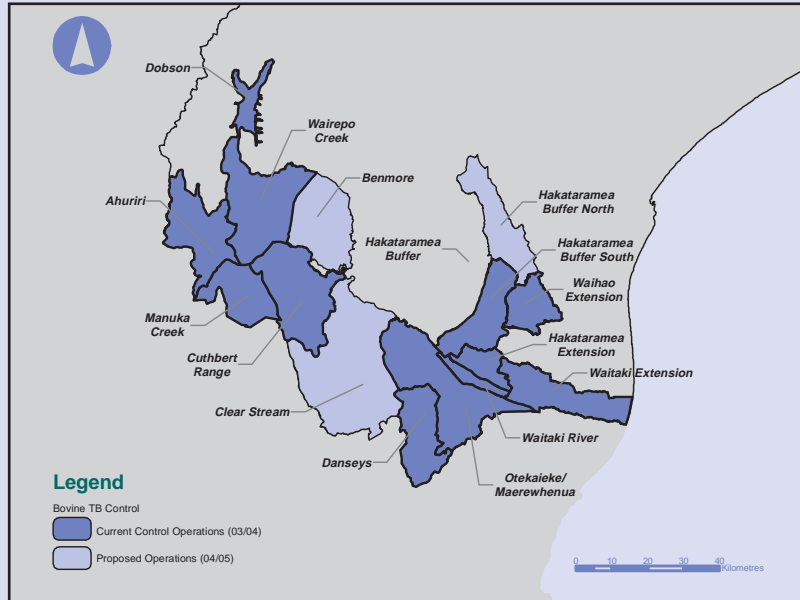 Dobson
Wairepo
Creek
Benmore
Ahuriri
Hakataramea
Buffer North
Hakataramea
Buffer
Hakataramea
Buffer South
Waihao
Extension
Manuka
Creek
Hakataramea
Extension
Cuthbert
Range
Waitaki Extension
Clear Stream
Waitaki River
Danseys
Otekaieke/
Maerewhenua
Legend
Bovine TB Control
Current Control Operations (03/04)
Proposed Operations (04/05)
0 10 20 30 40
Kilometres